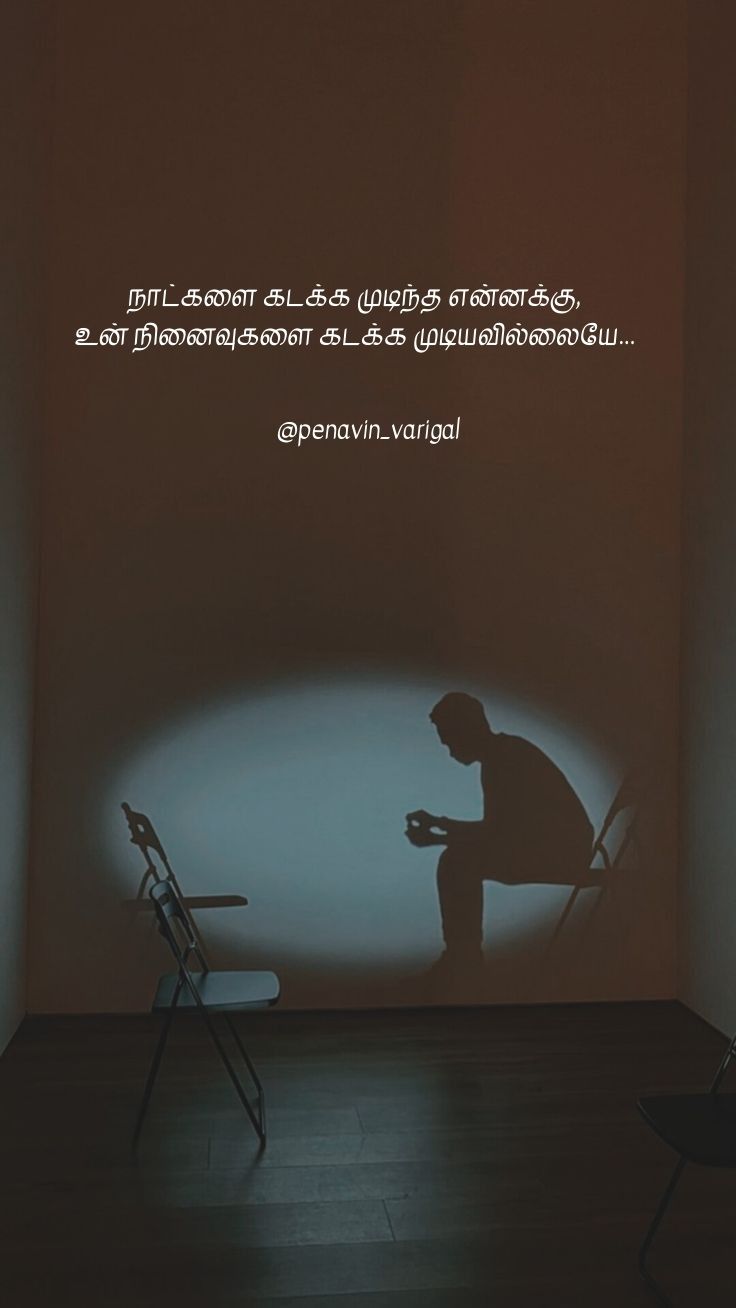 நாட்களை கடக்க முடிந்த என்னக்கு,
உன் நினைவுகளை கடக்க முடியவில்லையே...
@penavin_varigal